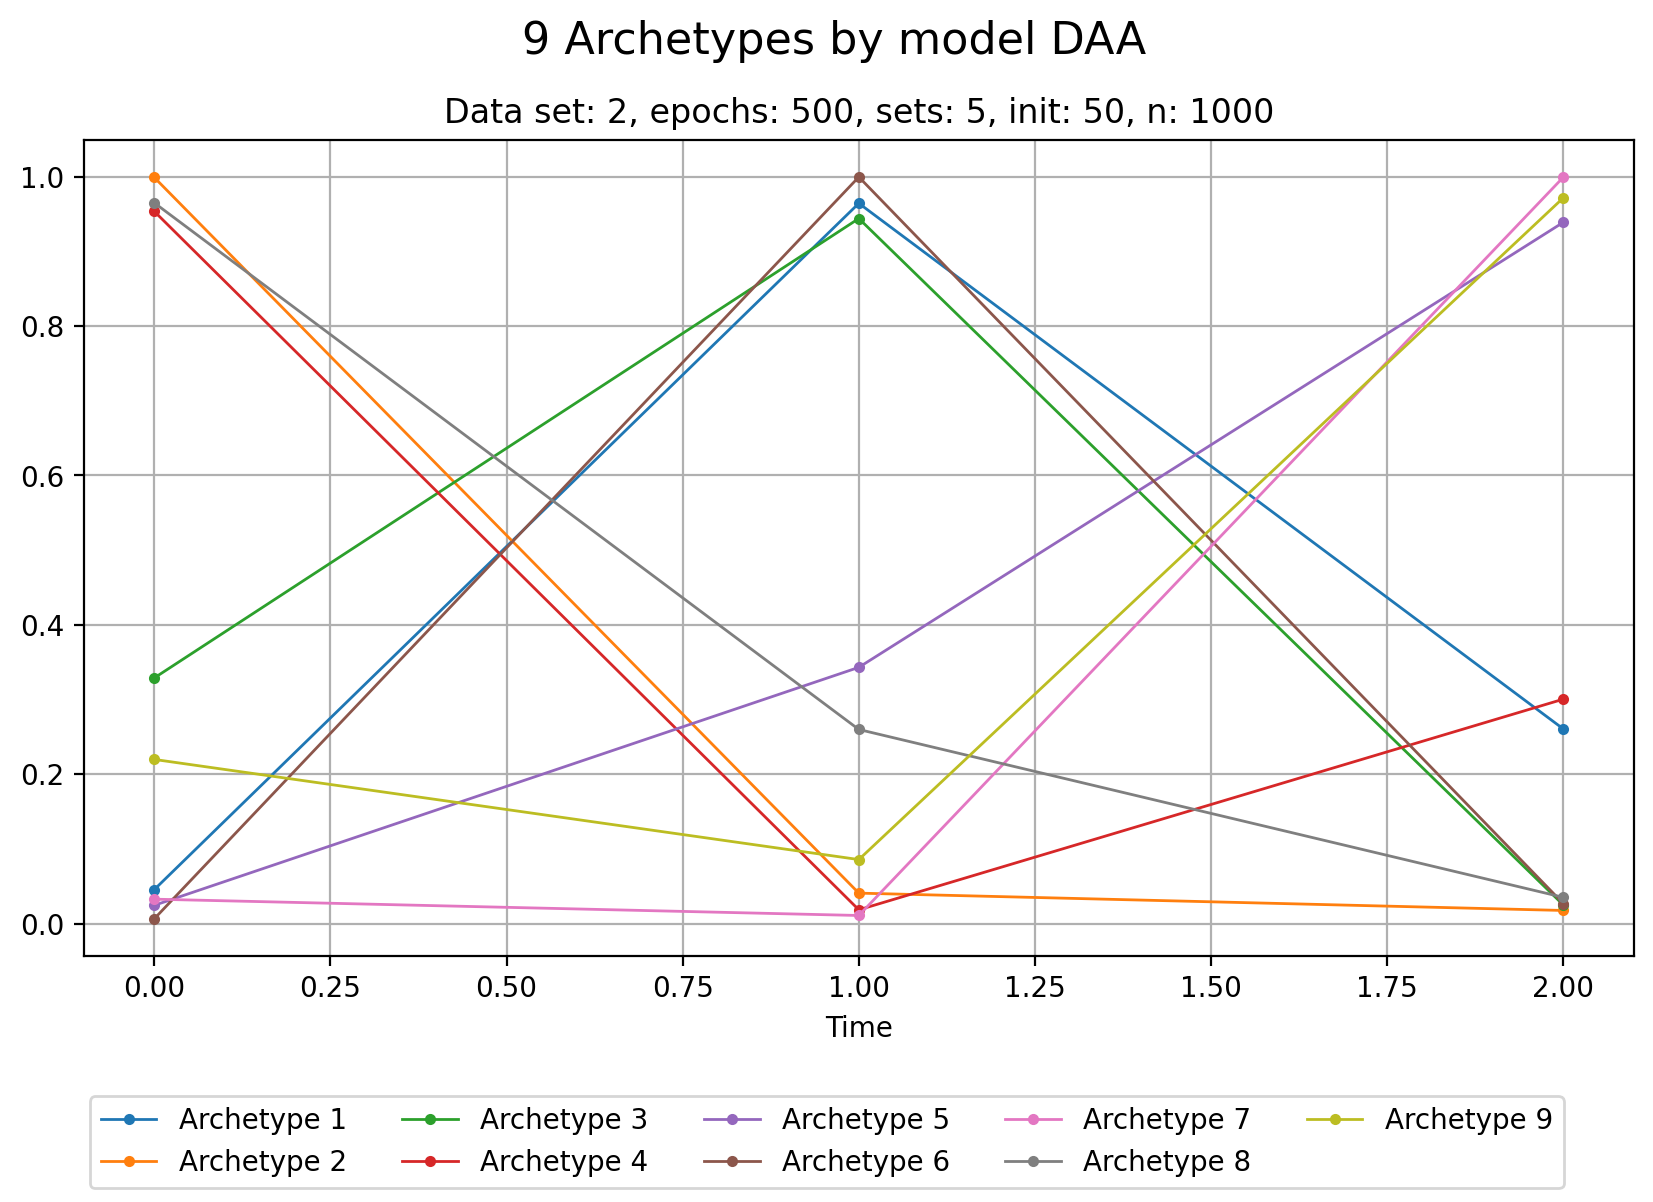 9 Archetypes by model DAA
Data set: 2, epochs: 500, sets: 5, init: 50, n: 1000
1.0
0.8
0.6
0.4
0.2
0.0
0.00 0.25 0.50 0.75 1.00 1.25 1.50 1.75 2.00
Time
Archetype 1 Archetype 3 Archetype 5 Archetype 7 Archetype 9
Archetype 2 Archetype 4 Archetype 6 Archetype 8